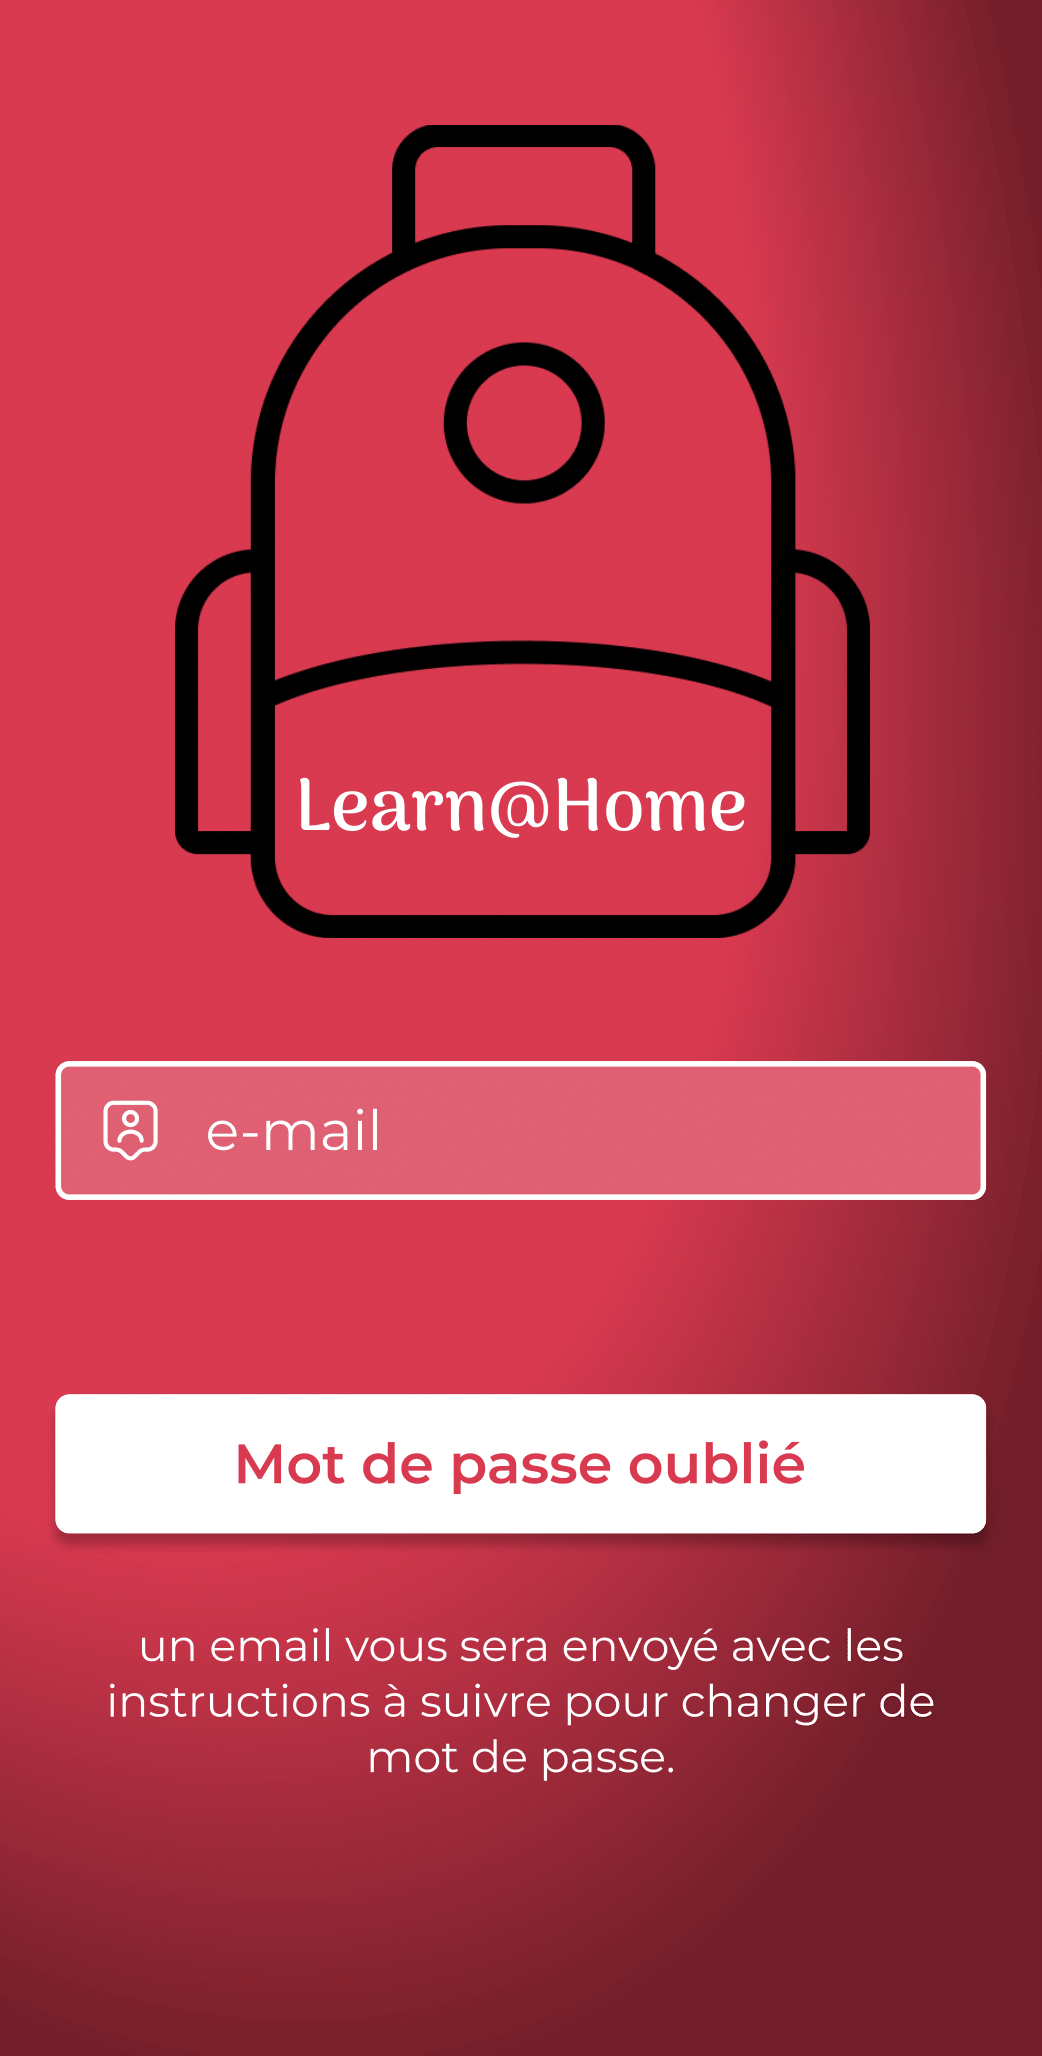 Learn@Home
e-mail
Mot de passe oublié
un email vous sera envoyé avec les
instructions à suivre pour changer de
mot de passe.